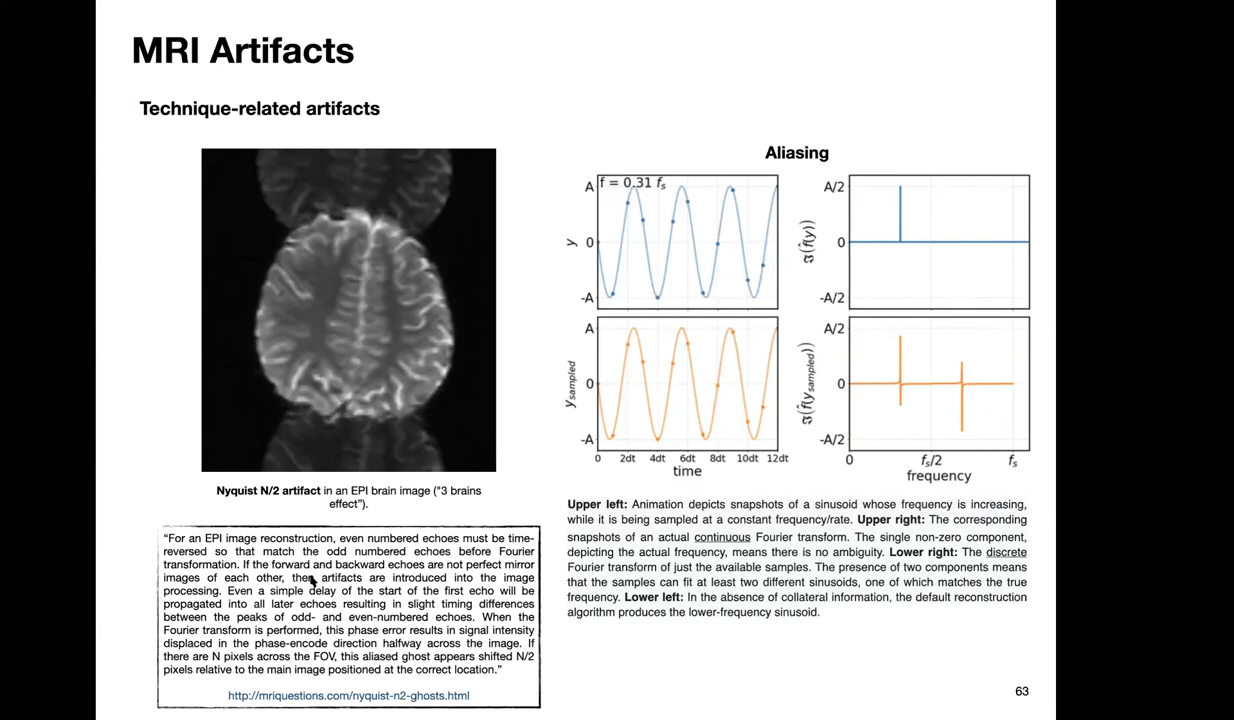 MRI Artifacts
Technique-related artifacts
Nyquist N/2 artifact in an EPI brain image ("3 brains
effect").
“For an EPI image reconstruction, even numbered echoes must be time-
reversed so that match the odd numbered echoes before Fourier
transformation. If the forward and backward echoes are not perfect mirror
images of each other, then artifacts are introduced into the image
processing. Even a simple delay of the start of the first echo will be
propagated into all later echoes resulting in slight timing differences
between the peaks of odd- and even-numbered echoes. When the
Fourier transform is performed, this phase error results in signal intensity
displaced in the phase-encode direction halfway across the image. If
there are N pixels across the FOV, this aliased ghost appears shifted N/2
pixels relative to the main image positioned at the correct location.”
http://mriquestions.com/nyquist-n2-ghosts.html
Aliasing
f = 0.31 fₛ
A
0
-A
y
A/2
0
-A/2
ℑ(f̂(y))
A
0
-A
y_sampled
0 2dt 4dt 6dt 8dt 10dt 12dt
time
A/2
0
-A/2
ℑ(f̂(y_sampled))
0 fₛ/2 fₛ
frequency
Upper left: Animation depicts snapshots of a sinusoid whose frequency is increasing,
while it is being sampled at a constant frequency/rate. Upper right: The corresponding
snapshots of an actual continuous Fourier transform. The single non-zero component,
depicting the actual frequency, means there is no ambiguity. Lower right: The discrete
Fourier transform of just the available samples. The presence of two components means
that the samples can fit at least two different sinusoids, one of which matches the true
frequency. Lower left: In the absence of collateral information, the default reconstruction
algorithm produces the lower-frequency sinusoid.
63